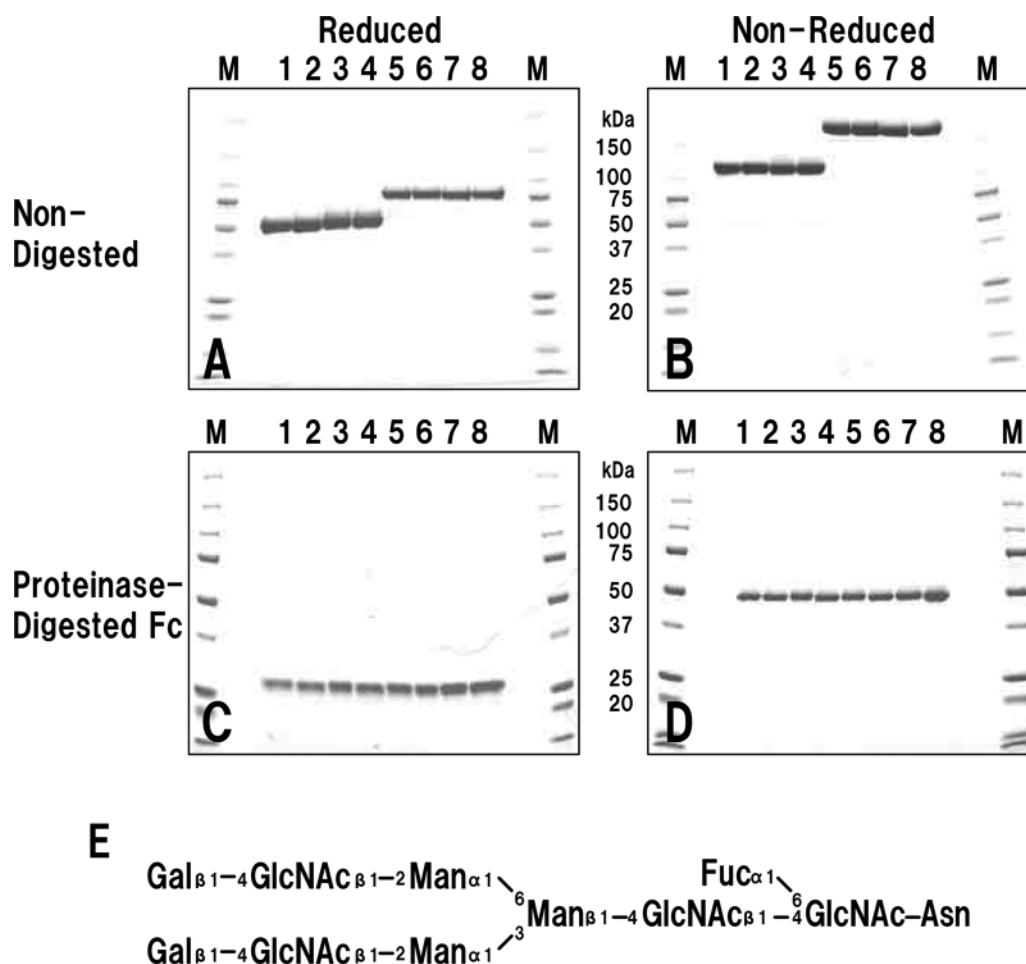 Reduced
Non-Reduced
M 1 2 3 4 5 6 7 8 M
M 1 2 3 4 5 6 7 8 M
Non-
Digested
A
kDa
150
100
75
50
37
25
20
B
M 1 2 3 4 5 6 7 8 M
M 1 2 3 4 5 6 7 8 M
Proteinase-
Digested Fc
C
kDa
150
100
75
50
37
25
20
D
E
Galβ1-4GlcNAcβ1-2Manα1
Fucα1
6
6
Manβ1-4GlcNAcβ1-4GlcNAc-Asn
3
Galβ1-4GlcNAcβ1-2Manα1